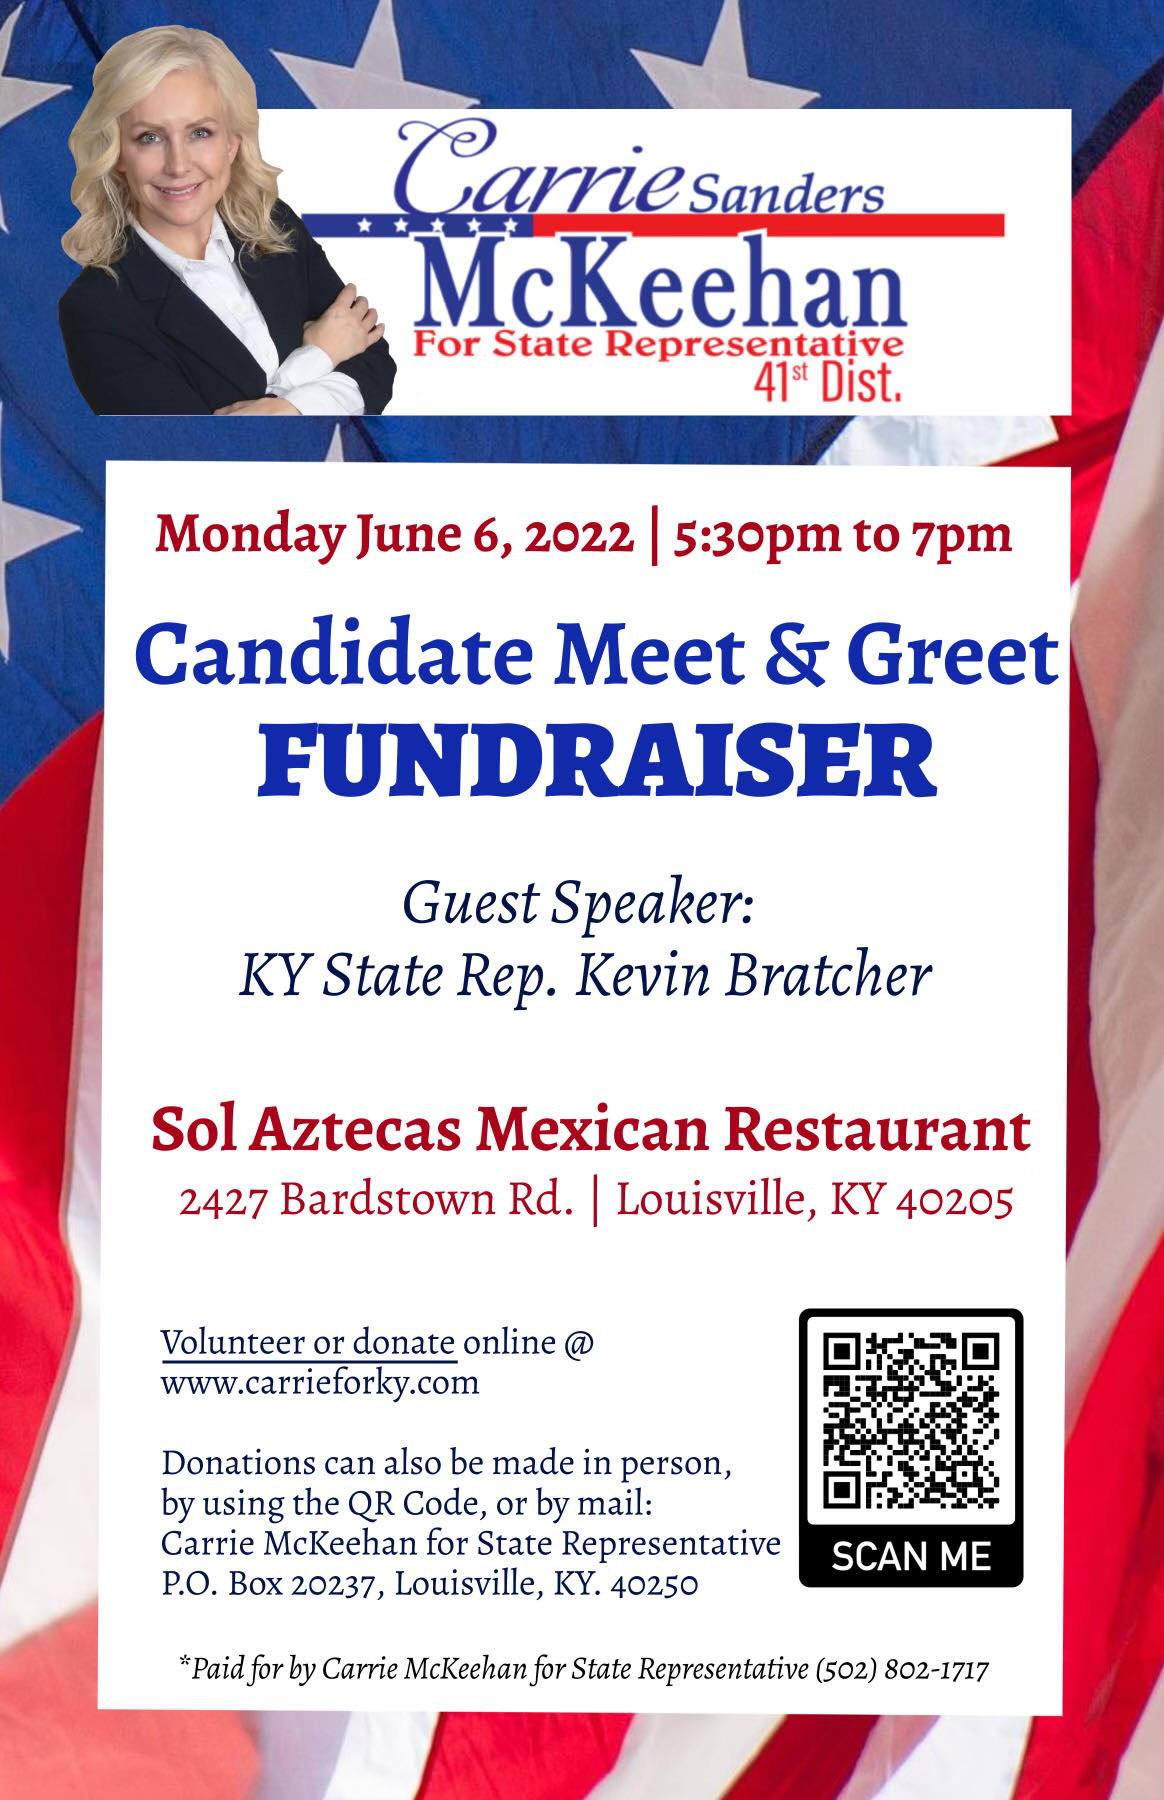 Carrie Sanders
McKeehan
For State Representative
41st Dist.
Monday June 6, 2022 | 5:30pm to 7pm
Candidate Meet & Greet
FUNDRAISER
Guest Speaker:
KY State Rep. Kevin Bratcher
Sol Aztecas Mexican Restaurant
2427 Bardstown Rd. | Louisville, KY 40205
Volunteer or donate online @
www.carrieforky.com
Donations can also be made in person,
by using the QR Code, or by mail:
Carrie McKeehan for State Representative
P.O. Box 20237, Louisville, KY. 40250
SCAN ME
*Paid for by Carrie McKeehan for State Representative (502) 802-1717